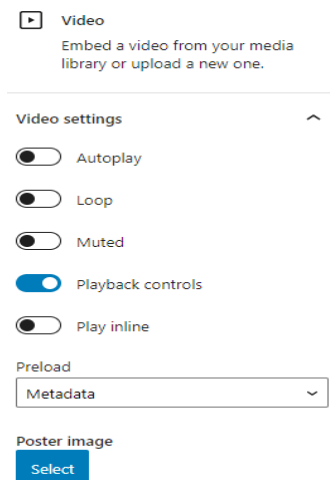 Video
Embed a video from your media
library or upload a new one.
Video settings
Autoplay
Loop
Muted
Playback controls
Play inline
Preload
Metadata
Poster image
Select